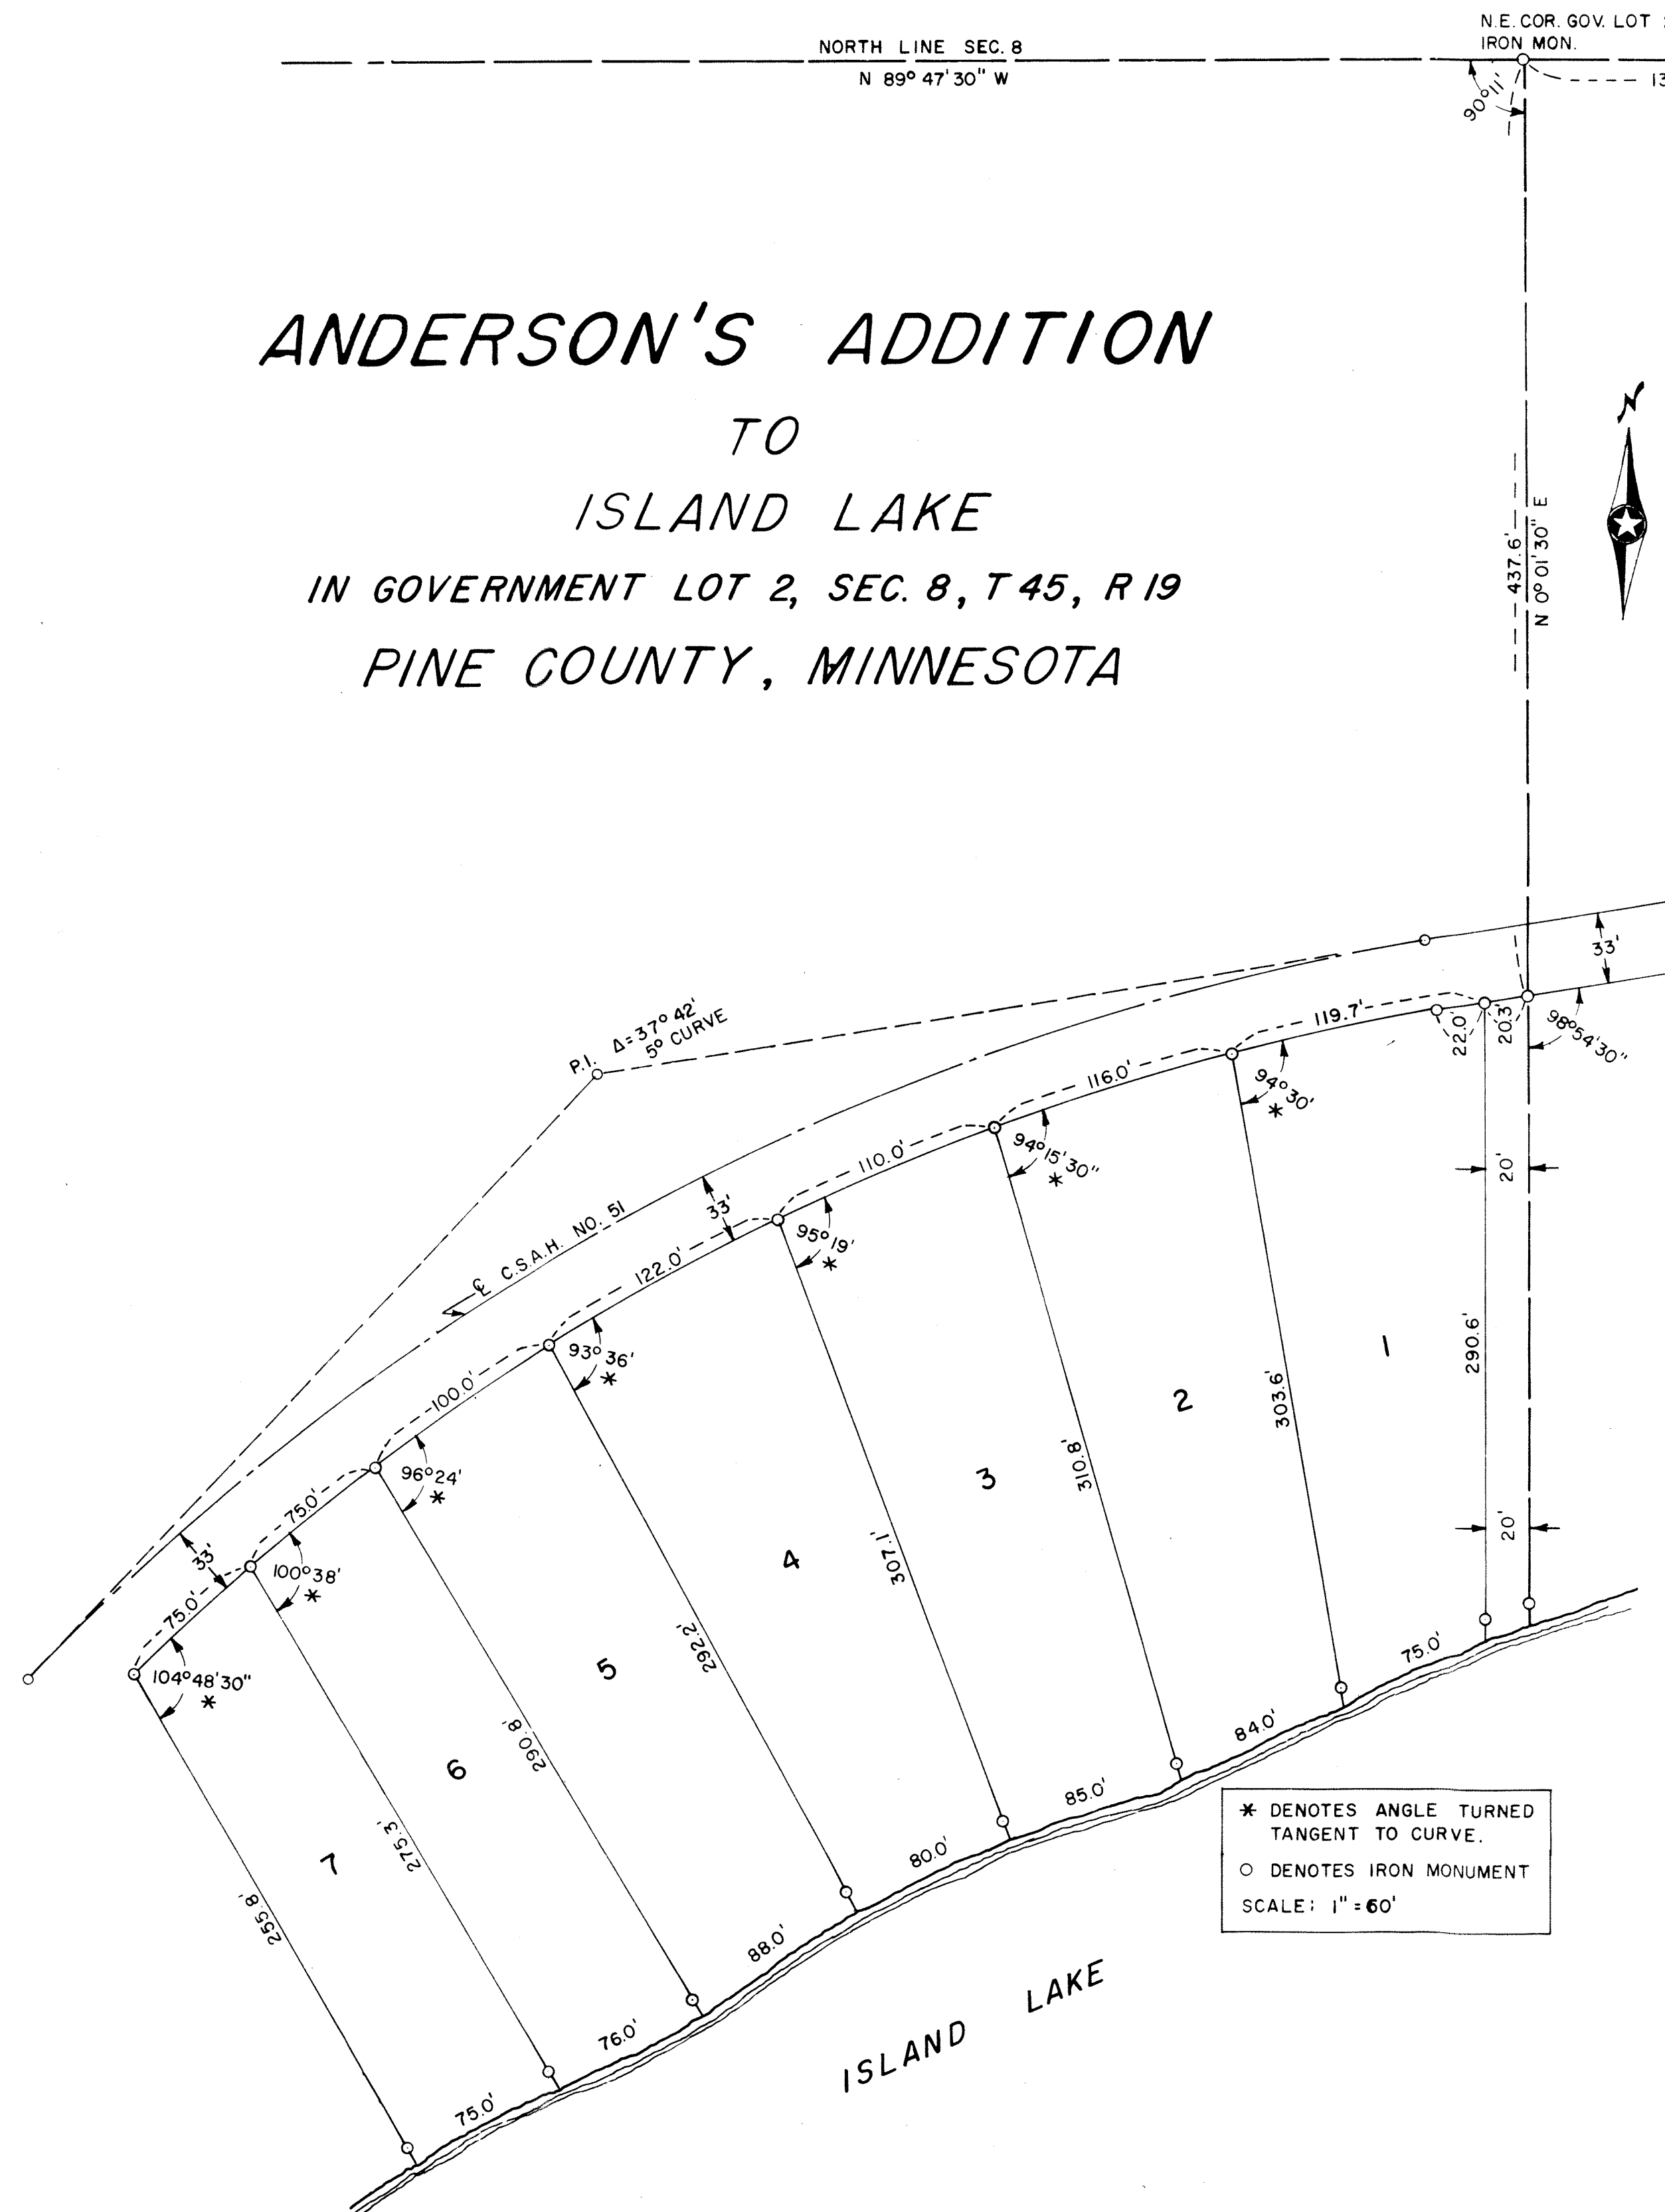 N.E. COR. GOV. LOT
IRON MON.
NORTH LINE SEC. 8
N 89° 47' 30" W
90° 11'
13
ANDERSON'S ADDITION
TO
ISLAND LAKE
IN GOVERNMENT LOT 2, SEC. 8, T 45, R 19
PINE COUNTY, MINNESOTA
N
437.6'
N 0° 01' 30" E
33'
P.I. Δ = 37° 42'
5° CURVE
119.7'
22.0'
20.3'
98° 54' 30"
116.0'
94° 30'
*
110.0'
94° 15' 30"
*
20'
℄ C.S.A.H. NO. 51
33'
122.0'
95° 19'
*
100.0'
93° 36'
*
1
290.6'
2
303.6'
75.0'
96° 24'
*
3
310.8'
33'
75.0'
100° 38'
*
4
307.1'
20'
104° 48' 30"
*
5
292.2'
75.0'
6
290.8'
84.0'
7
275.3'
85.0'
255.8'
80.0'
88.0'
76.0'
75.0'
* DENOTES ANGLE TURNED
TANGENT TO CURVE.
○ DENOTES IRON MONUMENT
SCALE: 1" = 60'
ISLAND LAKE